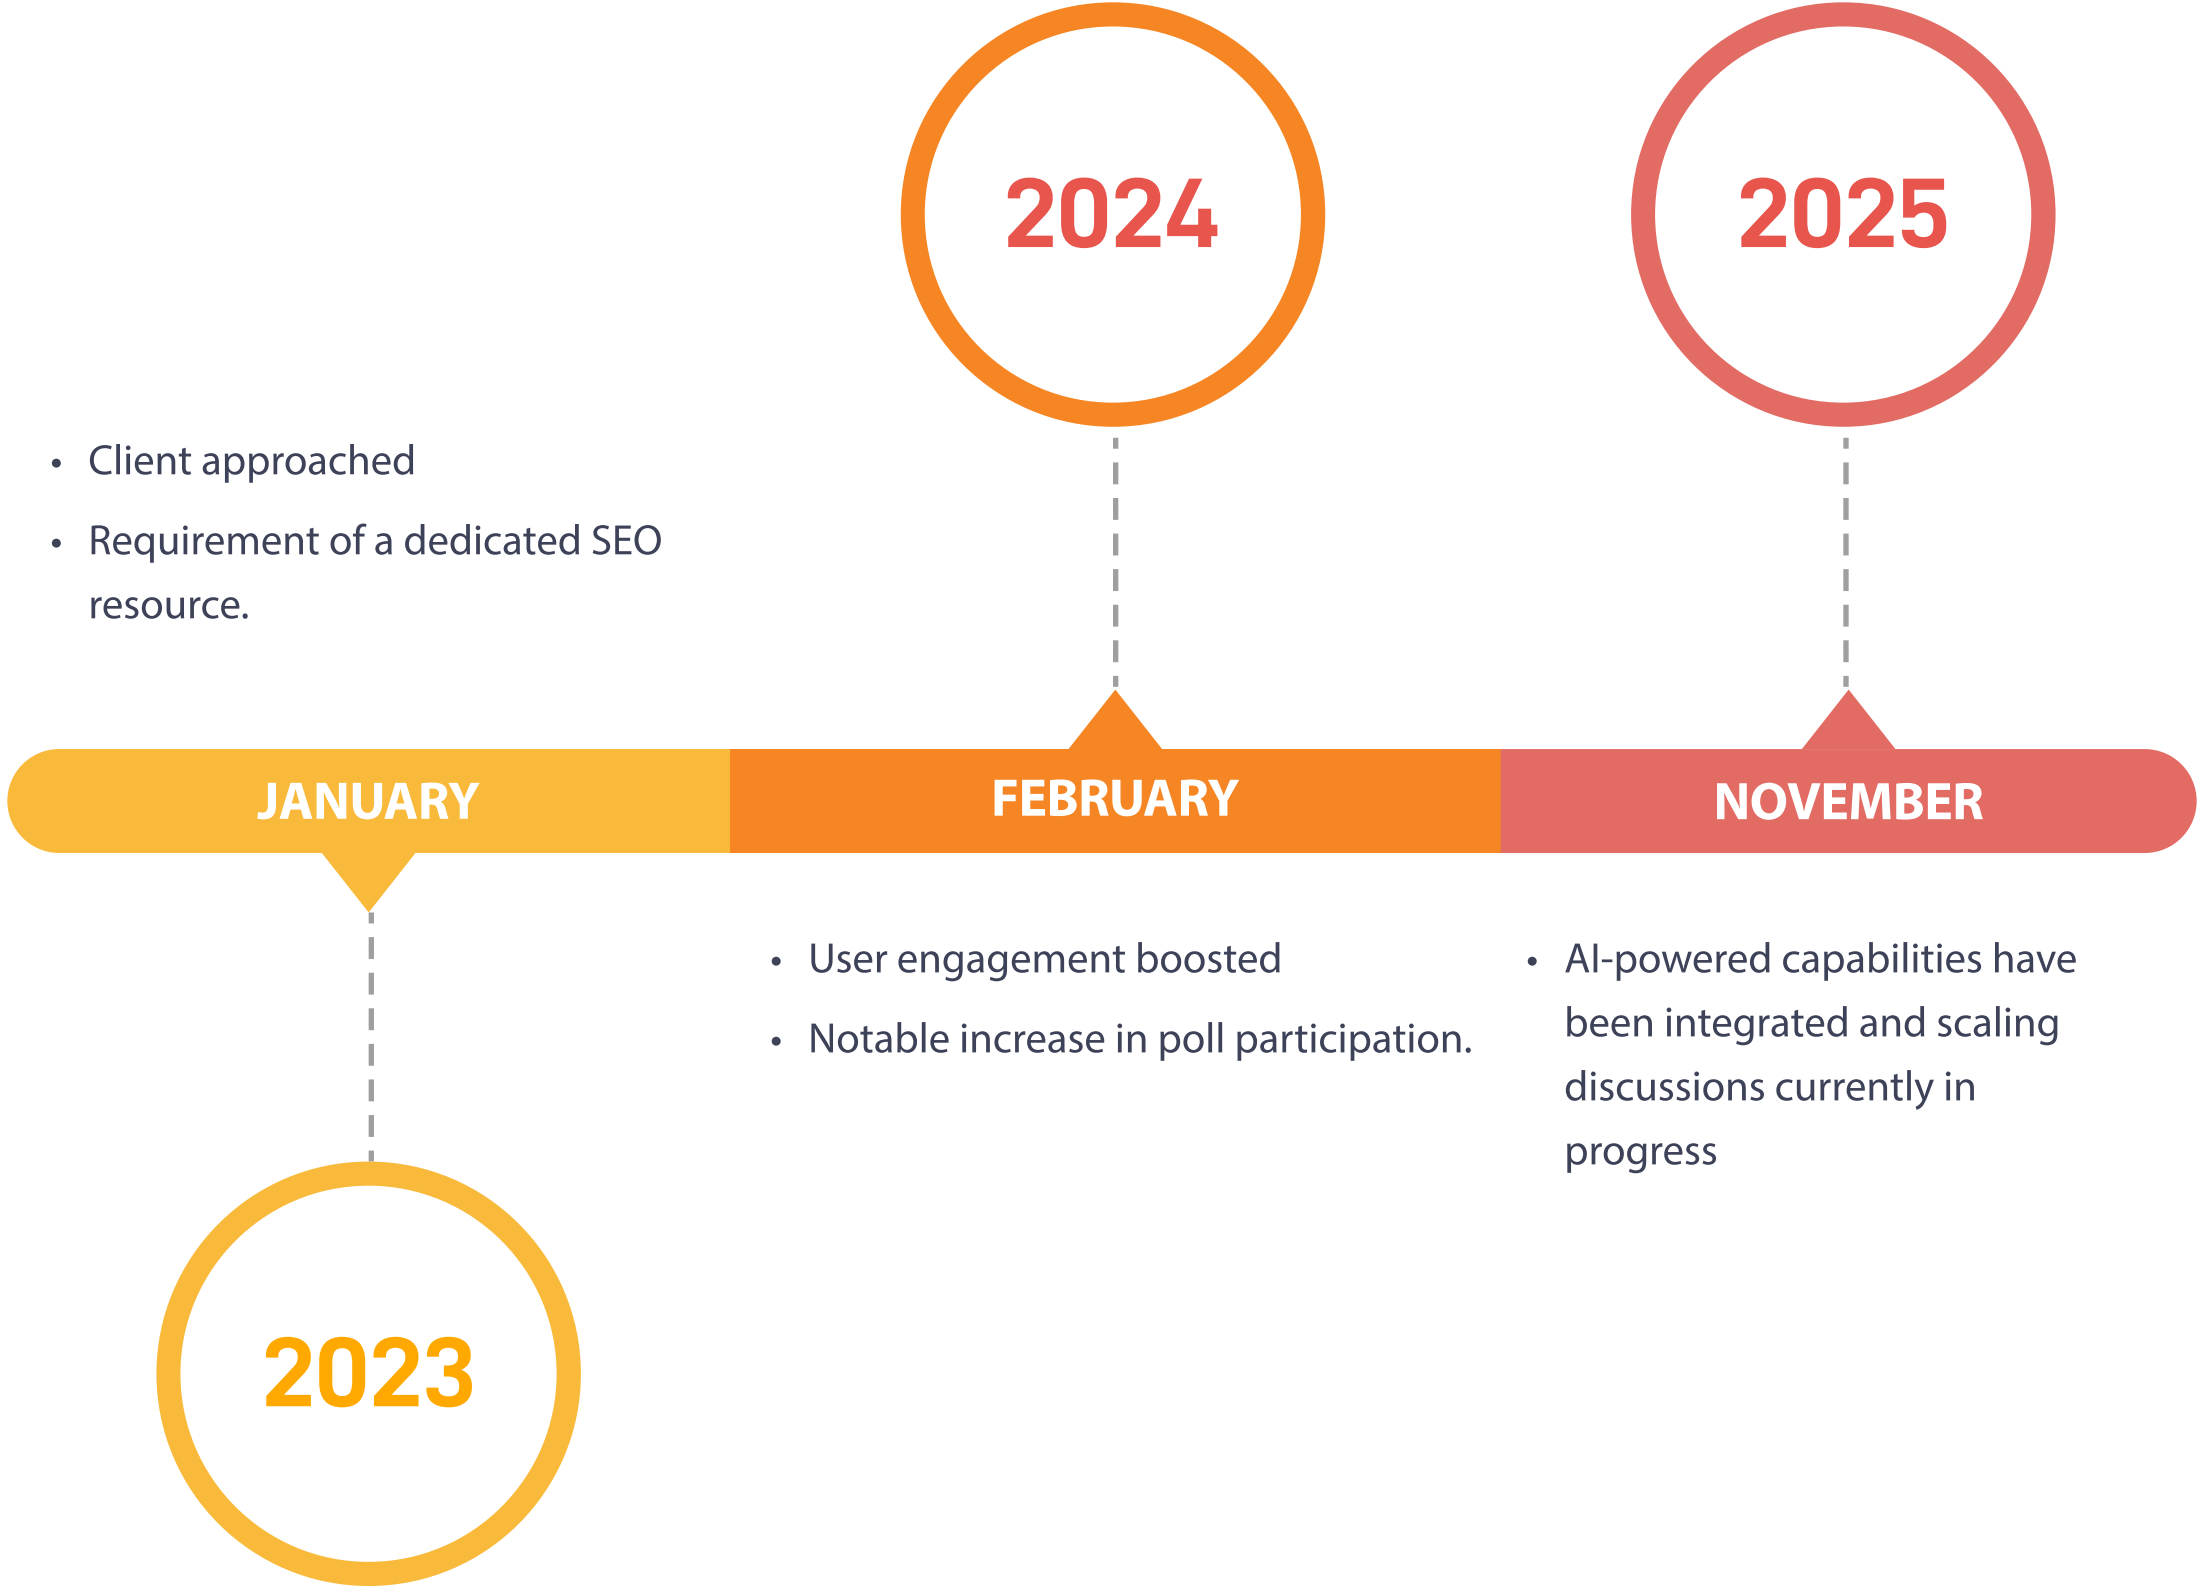 2024
2025
• Client approached
• Requirement of a dedicated SEO
resource.
JANUARY
FEBRUARY
NOVEMBER
• User engagement boosted
• Notable increase in poll participation.
• AI-powered capabilities have
been integrated and scaling
discussions currently in
progress
2023